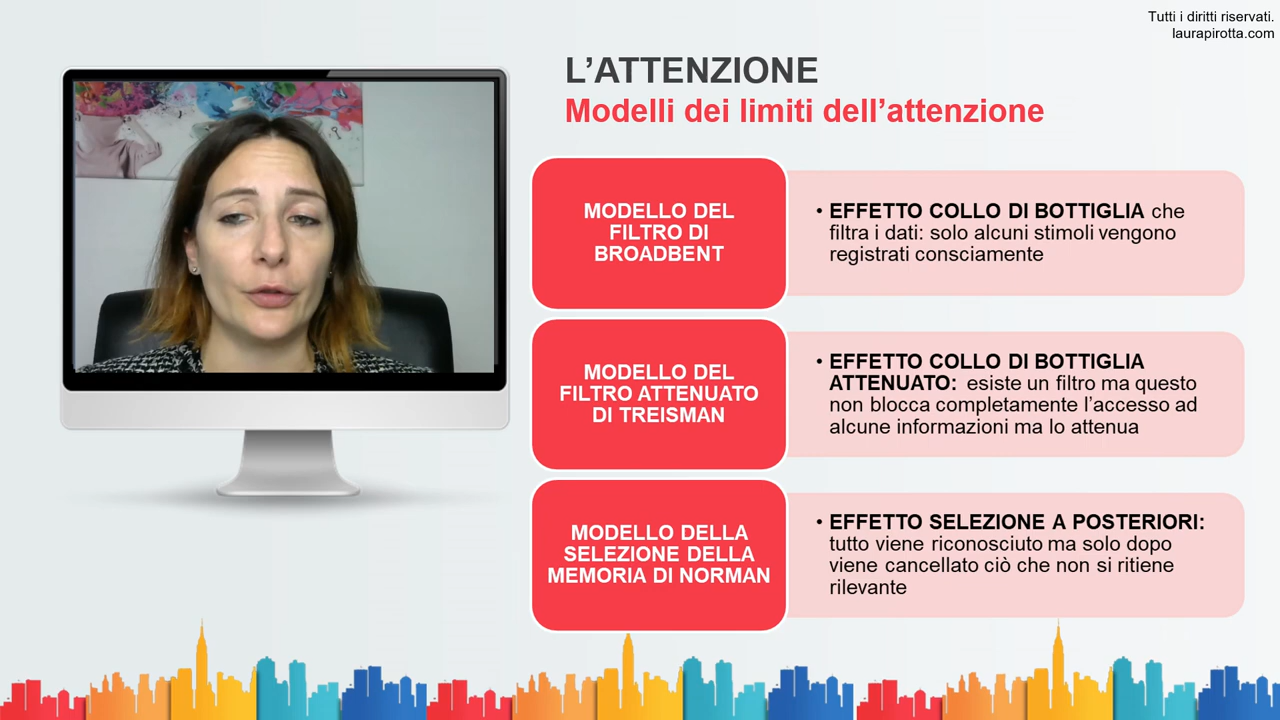 Tutti i diritti riservati.
laurapirotta.com
L’ATTENZIONE
Modelli dei limiti dell’attenzione
MODELLO DEL
FILTRO DI
BROADBENT
• EFFETTO COLLO DI BOTTIGLIA che
filtra i dati: solo alcuni stimoli vengono
registrati consciamente
MODELLO DEL
FILTRO ATTENUATO
DI TREISMAN
• EFFETTO COLLO DI BOTTIGLIA
ATTENUATO: esiste un filtro ma questo
non blocca completamente l’accesso ad
alcune informazioni ma lo attenua
MODELLO DELLA
SELEZIONE DELLA
MEMORIA DI NORMAN
• EFFETTO SELEZIONE A POSTERIORI:
tutto viene riconosciuto ma solo dopo
viene cancellato ciò che non si ritiene
rilevante